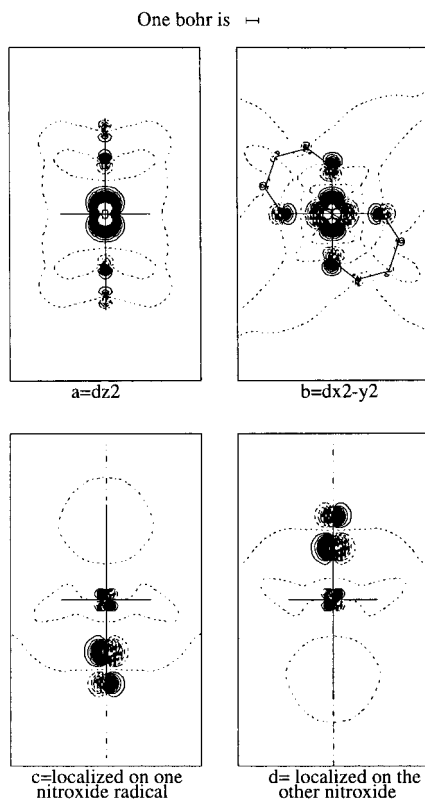 One bohr is
a=dz2
b=dx2-y2
c=localized on one
nitroxide radical
d= localized on the
other nitroxide